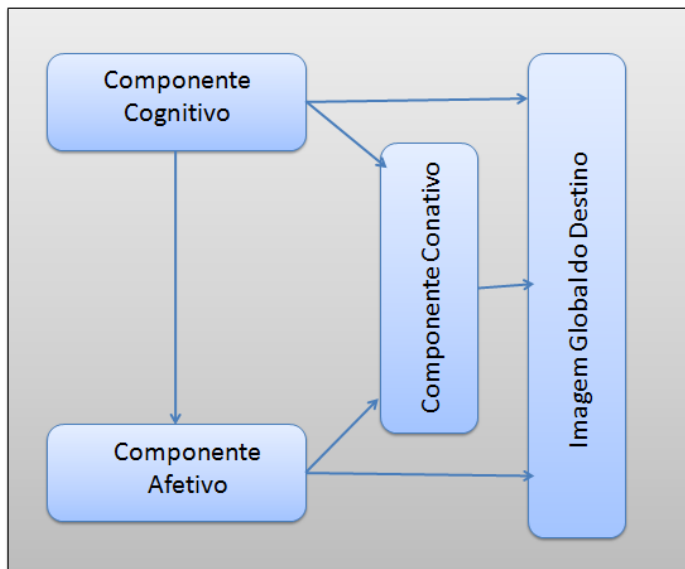 Componente
Cognitivo
Componente Conativo
Imagem Global do Destino
Componente
Afetivo